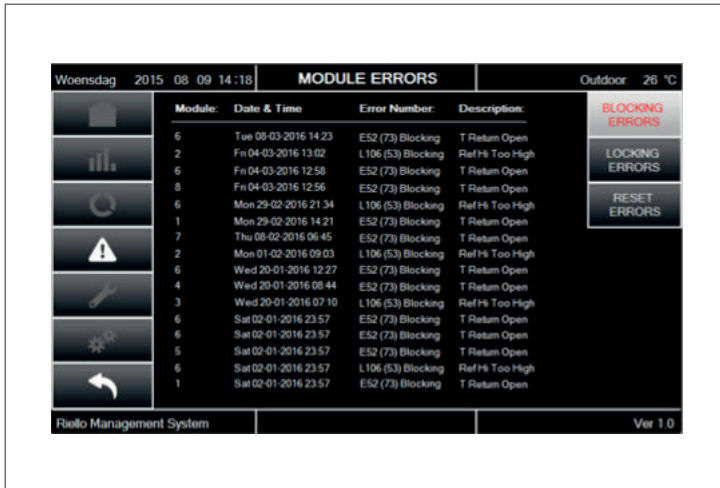 Woensdag 2015 08 09 14:18 MODULE ERRORS Outdoor: 26 °C
Module: Date & Time Error Number: Description:
6 Tue 08-03-2016 14:23 E52 (73) Blocking T Return Open
2 Fri 04-03-2016 13:02 L106 (53) Blocking Ref Hi Too High
6 Fri 04-03-2016 12:58 E52 (73) Blocking T Return Open
8 Fri 04-03-2016 12:56 E52 (73) Blocking T Return Open
6 Mon 29-02-2016 21:34 L106 (53) Blocking Ref Hi Too High
1 Mon 29-02-2016 14:21 E52 (73) Blocking T Return Open
7 Thu 08-02-2016 06:45 E52 (73) Blocking T Return Open
2 Mon 01-02-2016 09:03 L106 (53) Blocking Ref Hi Too High
6 Wed 20-01-2016 12:27 E52 (73) Blocking T Return Open
4 Wed 20-01-2016 08:44 E52 (73) Blocking T Return Open
3 Wed 20-01-2016 07:10 L106 (53) Blocking Ref Hi Too High
6 Sat 02-01-2016 23:57 E52 (73) Blocking T Return Open
6 Sat 02-01-2016 23:57 E52 (73) Blocking T Return Open
5 Sat 02-01-2016 23:57 E52 (73) Blocking T Return Open
6 Sat 02-01-2016 23:57 L106 (53) Blocking Ref Hi Too High
1 Sat 02-01-2016 23:57 E52 (73) Blocking T Return Open
BLOCKING
ERRORS
LOCKING
ERRORS
RESET
ERRORS
Riello Management System Ver 1.0